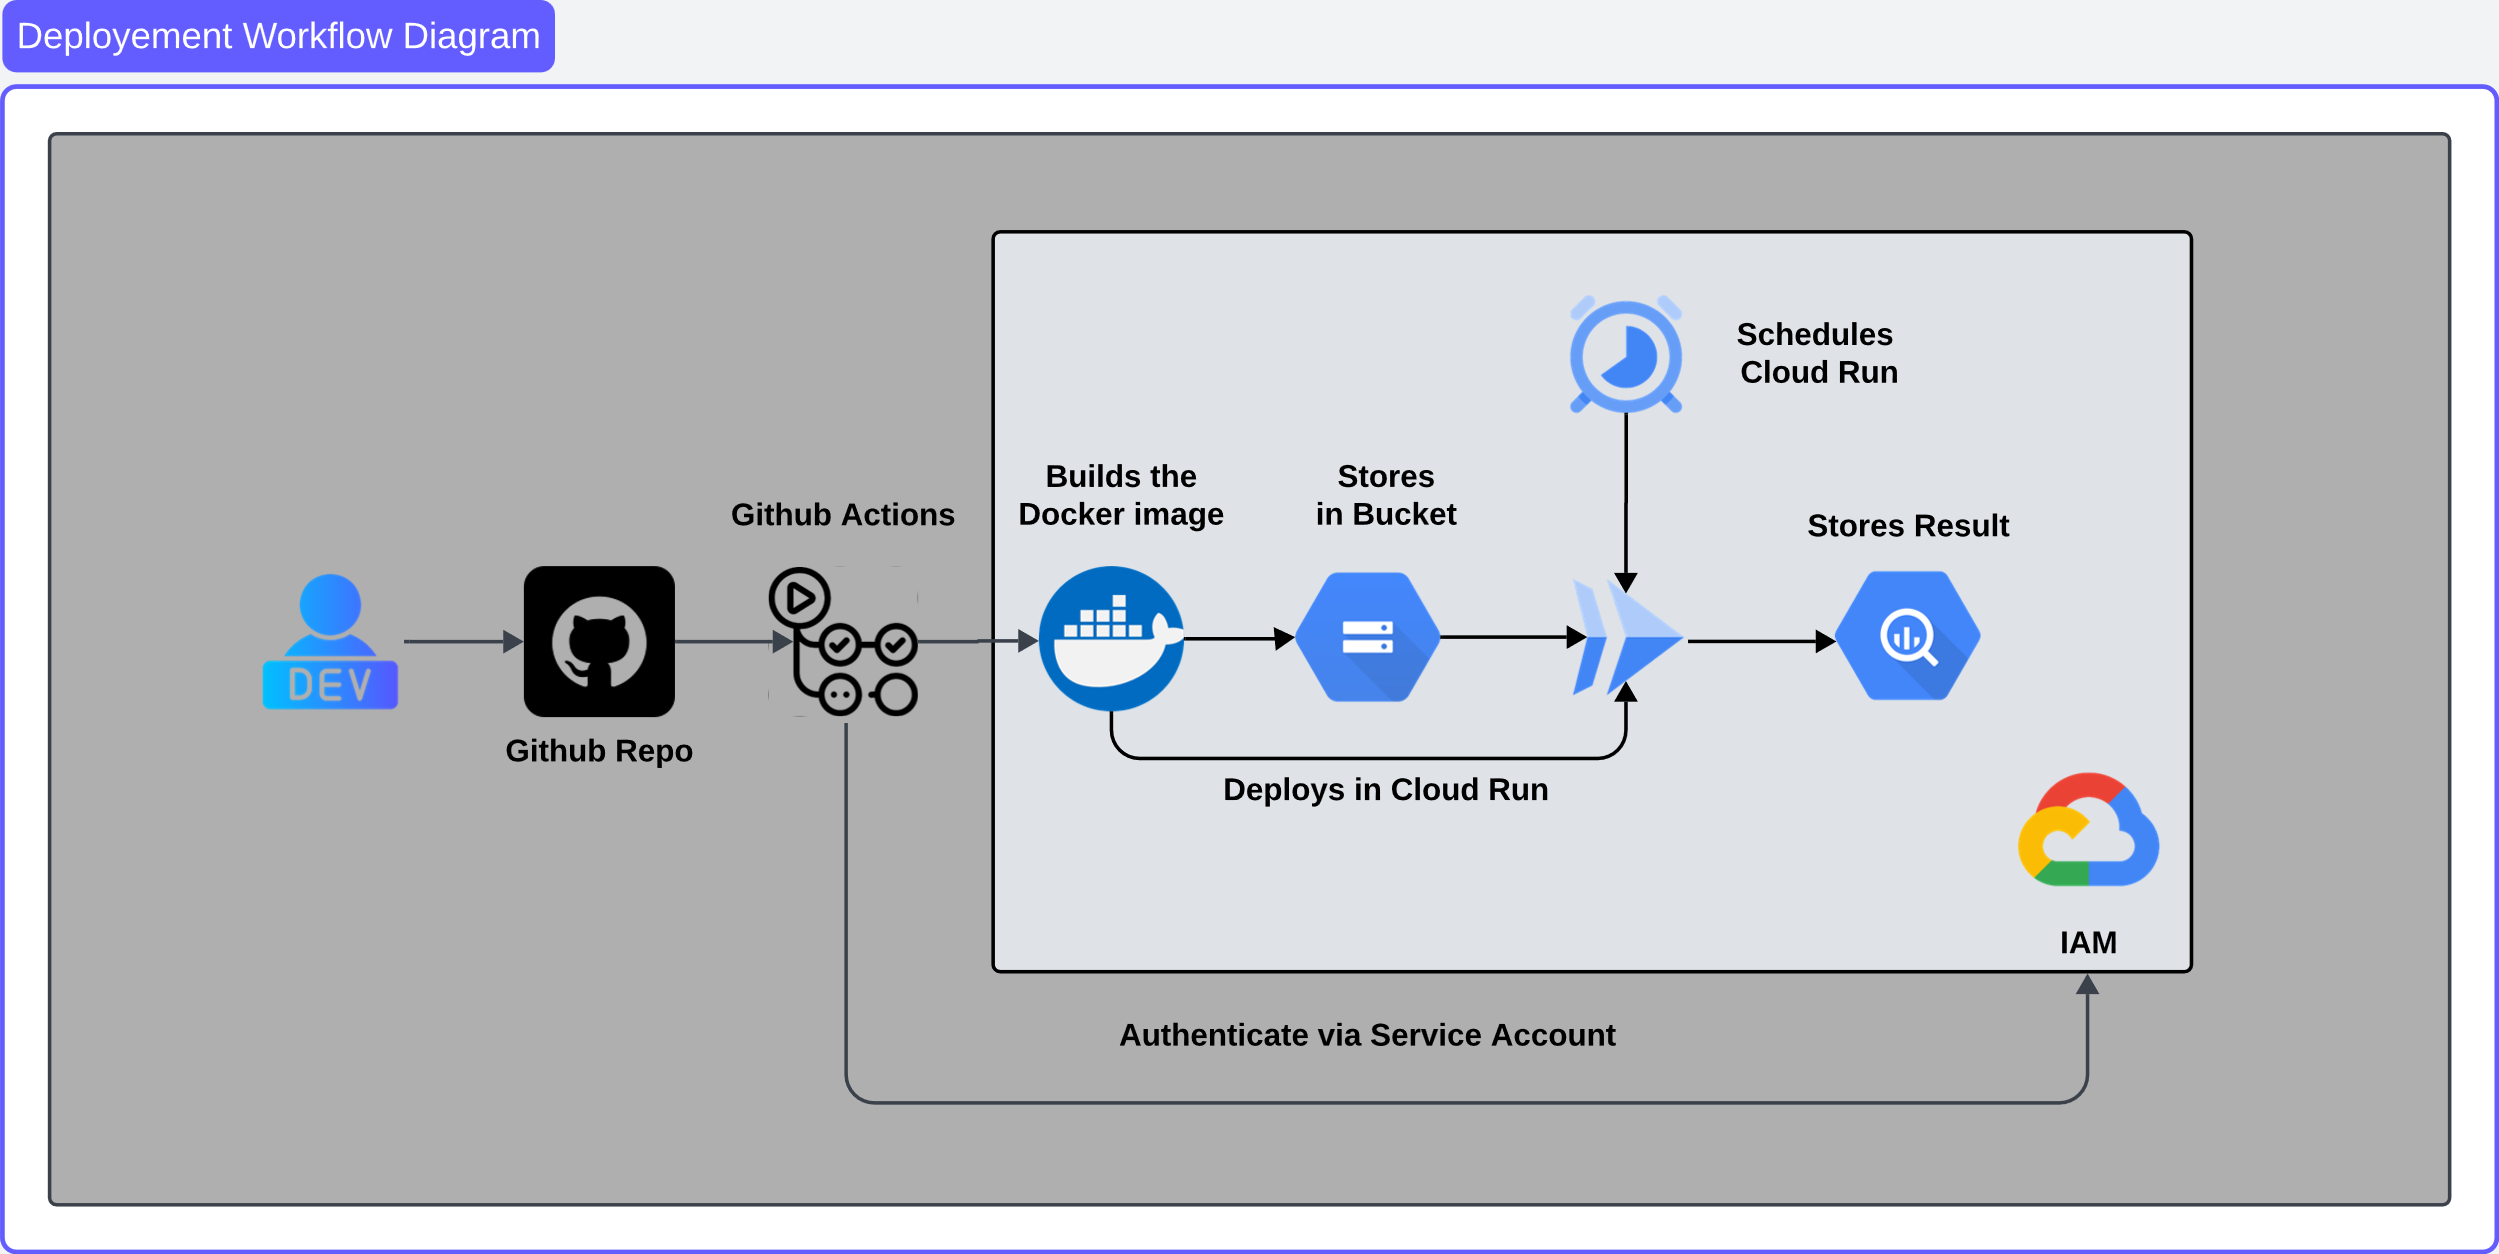 Deployement Workflow Diagram
Schedules
Cloud Run
Builds the
Docker image
Stores
in Bucket
Github Actions
Stores Result
DEV
Github Repo
Deploys in Cloud Run
IAM
Authenticate via Service Account